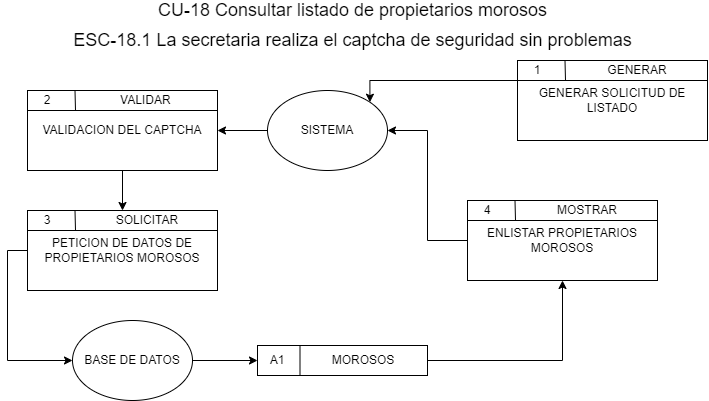 CU-18 Consultar listado de propietarios morosos
ESC-18.1 La secretaria realiza el captcha de seguridad sin problemas
1 GENERAR
GENERAR SOLICITUD DE
LISTADO
2 VALIDAR
VALIDACION DEL CAPTCHA
SISTEMA
3 SOLICITAR
PETICION DE DATOS DE
PROPIETARIOS MOROSOS
4 MOSTRAR
ENLISTAR PROPIETARIOS
MOROSOS
BASE DE DATOS
A1 MOROSOS